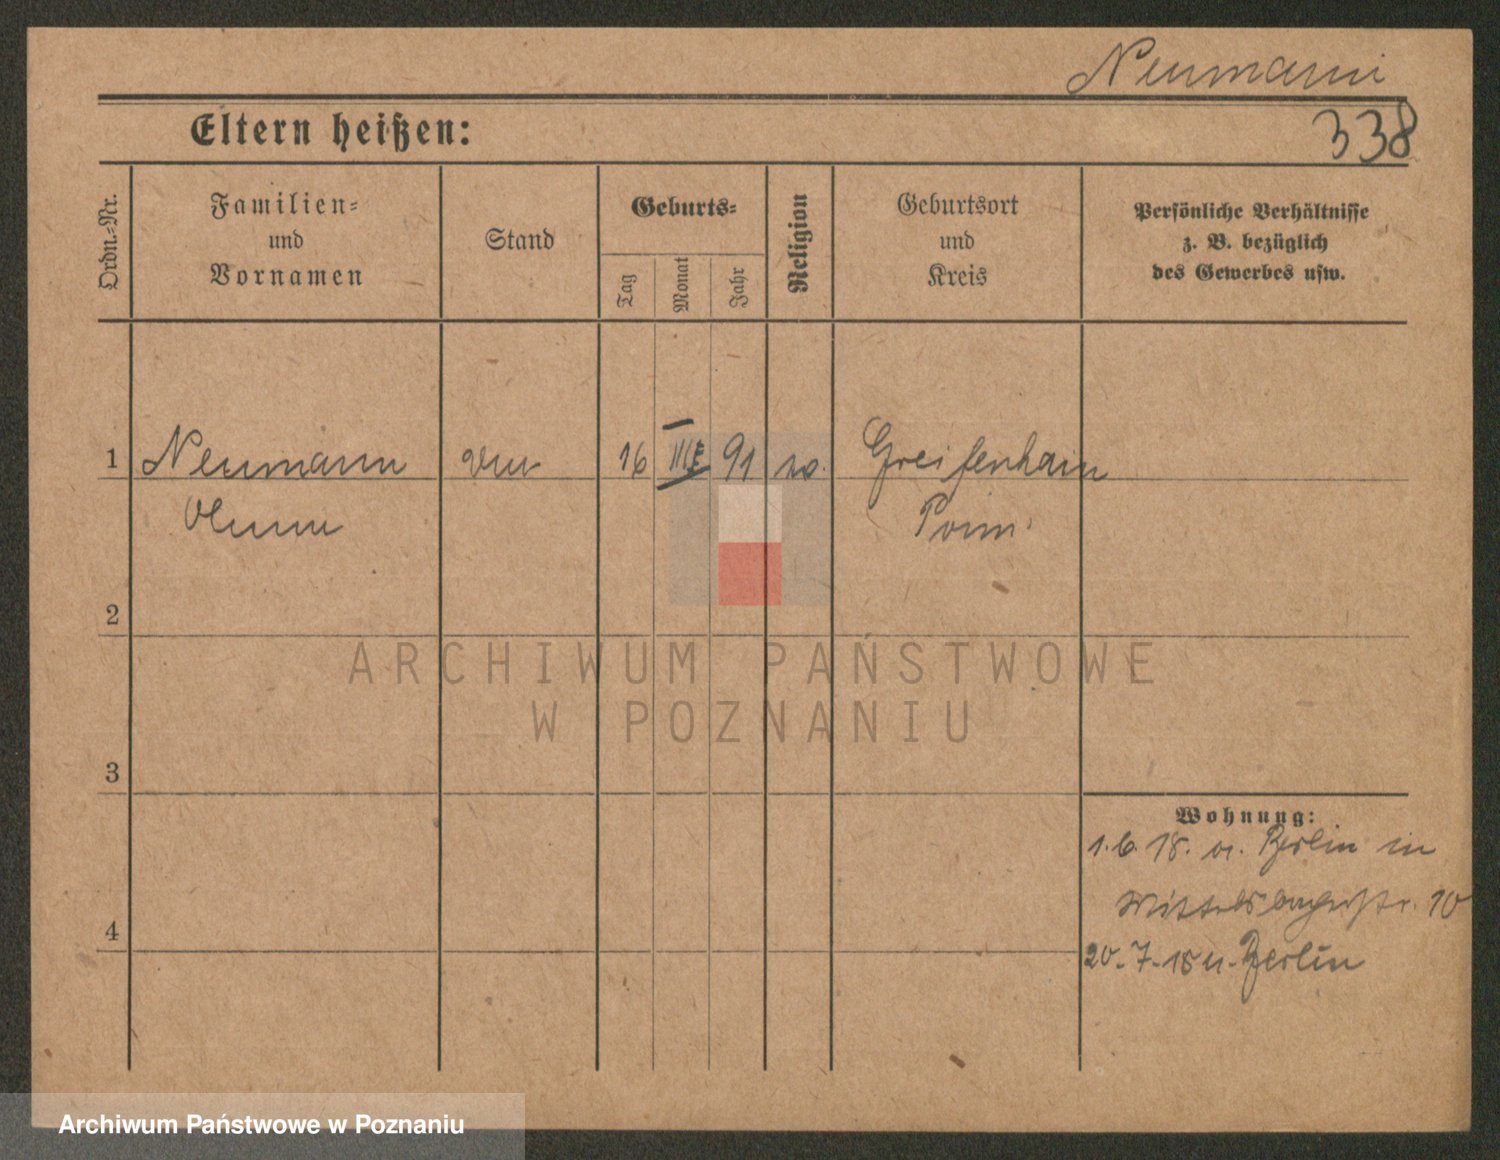 Neumann
338
Eltern heißen:
Ordn.-Nr.
Familien-
und
Vornamen
Stand
Geburts-
Tag
Monat
Jahr
Religion
Geburtsort
und
Kreis
Persönliche Verhältnisse
z. B. bezüglich
des Gewerbes usw.
1 Neumann 16 91 Greifenhain
Pom.
2
ARCHIWUM PAŃSTWOWE
W POZNANIU
3
Wohnung:
1. 6. 18. v. Berlin in
10
4
20. 7. 18 n. Berlin
Archiwum Państwowe w Poznaniu